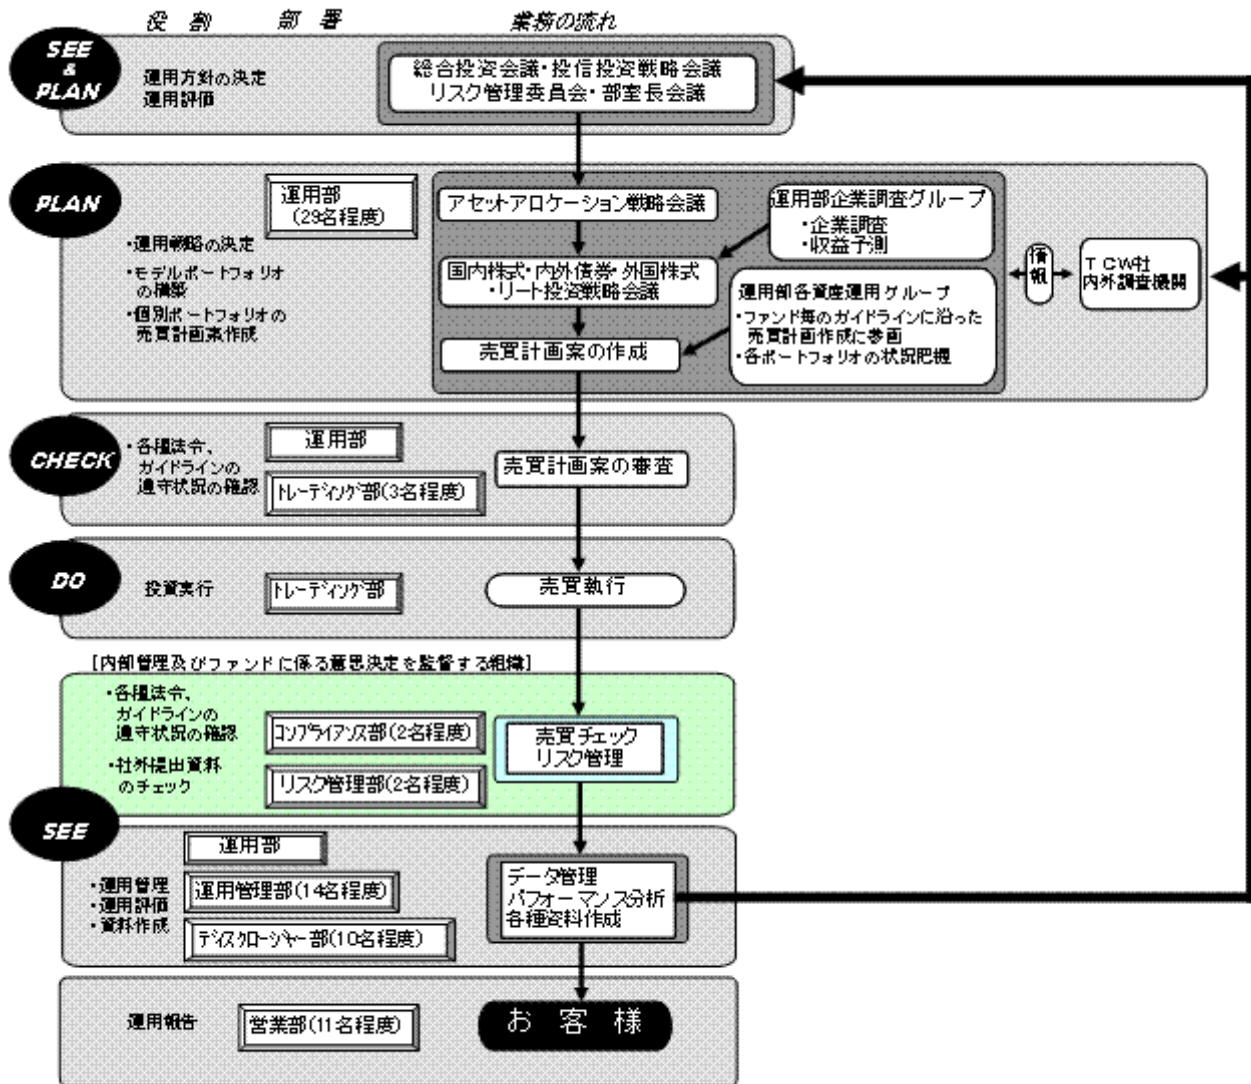 役 割
部 署
業務の流れ
SEE
&
PLAN
運用方針の決定
運用評価
総合投資会議・投信投資戦略会議
リスク管理委員会・部室長会議
PLAN
運用部
(29名程度)
・運用戦略の決定
・モデルポートフォリオ
の構築
・個別ポートフォリオの
売買計画案作成
アセットアロケーション戦略会議
国内株式・内外債券・外国株式
・リート投資戦略会議
売買計画案の作成
運用部企業調査グループ
・企業調査
・収益予測
運用部各資産運用グループ
・ファンド毎のガイドラインに沿った
売買計画作成に参画
・各ポートフォリオの状況把握
情報
TCW社
内外調査機関
CHECK
・各種法令、
ガイドラインの
遵守状況の確認
運用部
トレーディング部(3名程度)
売買計画案の審査
DO
投資実行
トレーディング部
売買執行
[内部管理及びファンドに係る意思決定を監督する組織]
・各種法令、
ガイドラインの
遵守状況の確認
・社外提出資料
のチェック
コンプライアンス部(2名程度)
リスク管理部(2名程度)
売買チェック
リスク管理
SEE
・運用管理
・運用評価
・資料作成
運用部
運用管理部(14名程度)
ディスクロージャー部(10名程度)
データ管理
パフォーマンス分析
各種資料作成
運用報告
営業部(11名程度)
お 客 様